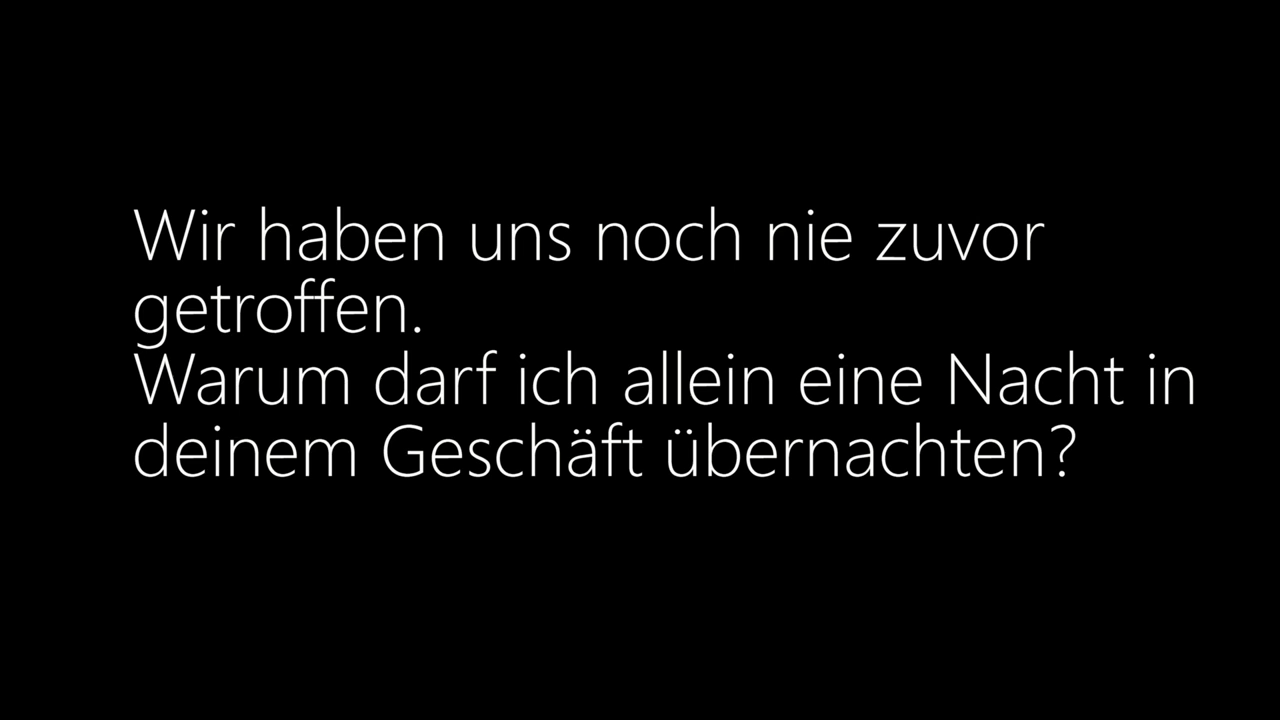 Wir haben uns noch nie zuvor
getroffen.
Warum darf ich allein eine Nacht in
deinem Geschäft übernachten?